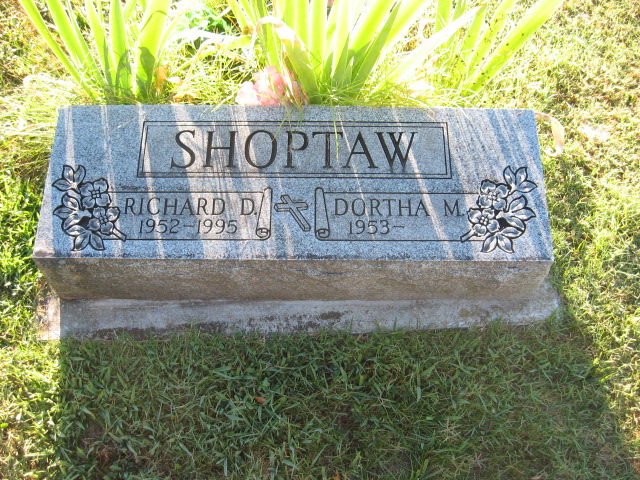 SHOPTAW
RICHARD D.
1952-1995
DORTHA M.
1953-